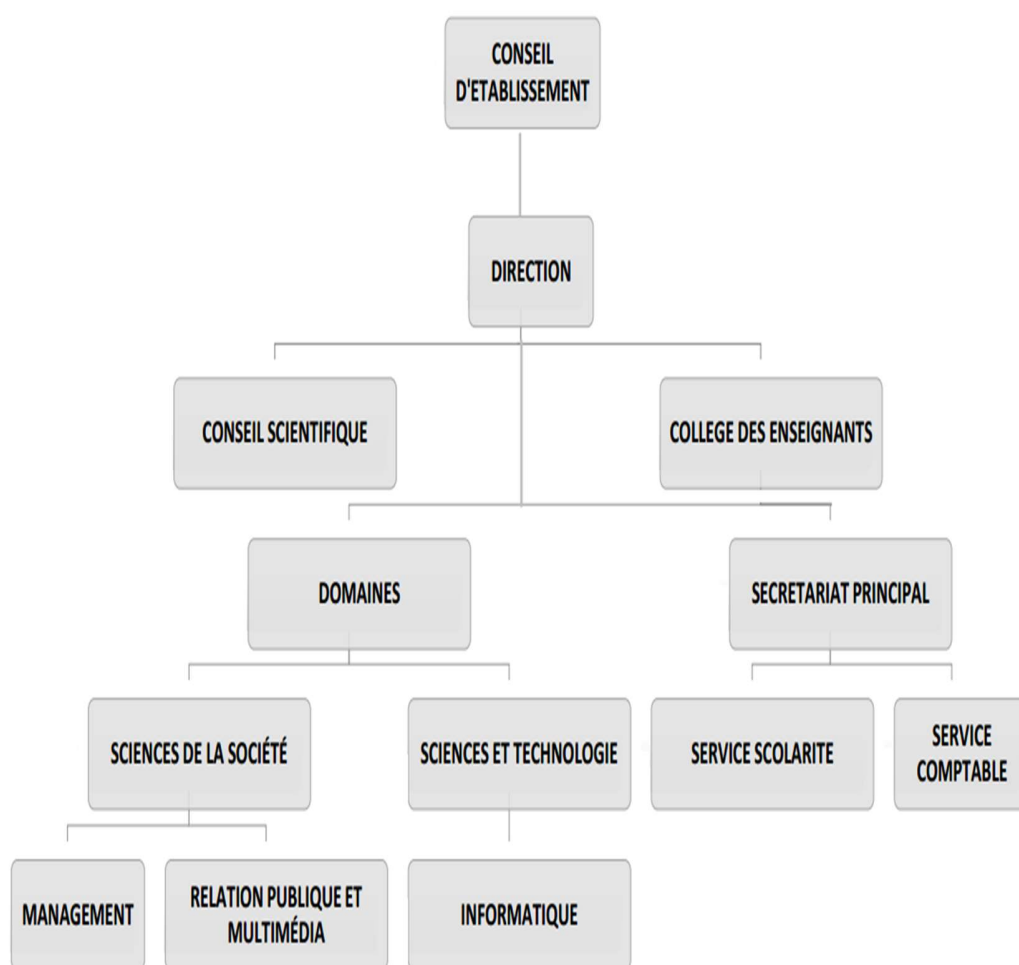 CONSEIL
D'ETABLISSEMENT
DIRECTION
CONSEIL SCIENTIFIQUE
COLLEGE DES ENSEIGNANTS
DOMAINES
SECRETARIAT PRINCIPAL
SCIENCES DE LA SOCIÉTÉ
SCIENCES ET TECHNOLOGIE
SERVICE SCOLARITE
SERVICE
COMPTABLE
MANAGEMENT
RELATION PUBLIQUE ET
MULTIMÉDIA
INFORMATIQUE